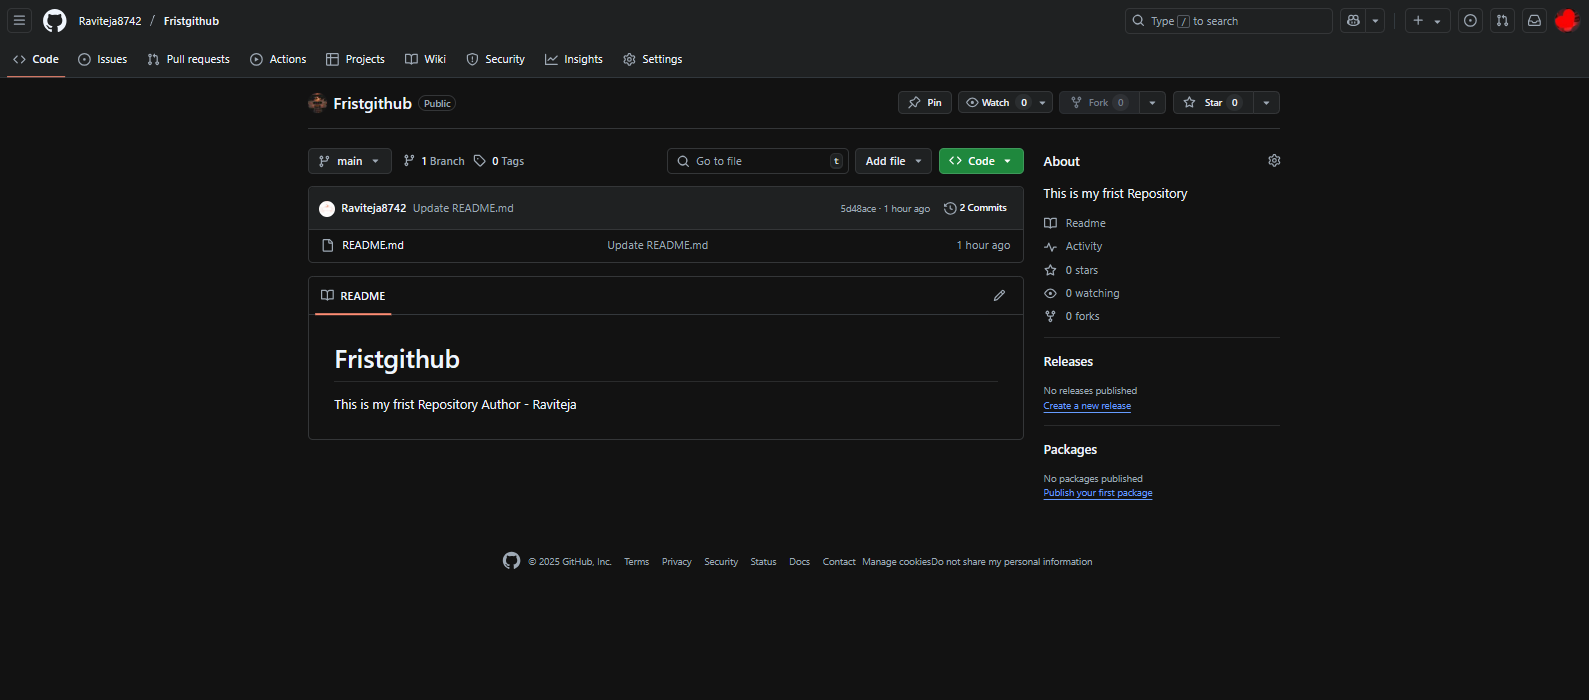 Raviteja8742 / Fristgithub
Type / to search
Code Issues Pull requests Actions Projects Wiki Security Insights Settings
Fristgithub Public
Pin Watch 0 Fork 0 Star 0
main 1 Branch 0 Tags
Go to file t Add file Code
Raviteja8742 Update README.md 5d48ace · 1 hour ago 2 Commits
README.md Update README.md 1 hour ago
README
Fristgithub
This is my frist Repository Author - Raviteja
About
This is my frist Repository
Readme
Activity
0 stars
0 watching
0 forks
Releases
No releases published
Create a new release
Packages
No packages published
Publish your first package
© 2025 GitHub, Inc. Terms Privacy Security Status Docs Contact Manage cookies Do not share my personal information